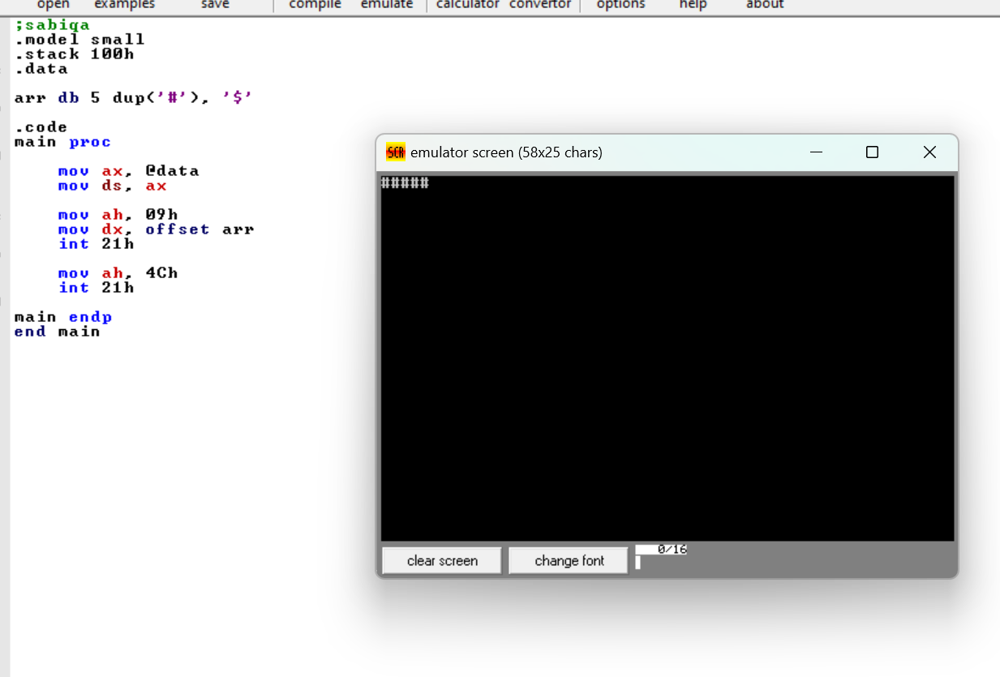 open examples save compile emulate calculator convertor options help about
;sabiqa
.model small
.stack 100h
.data
arr db 5 dup('#'), '$'
.code
main proc
mov ax, @data
mov ds, ax
mov ah, 09h
mov dx, offset arr
int 21h
mov ah, 4Ch
int 21h
main endp
end main
SCR emulator screen (58x25 chars)
#####
clear screen change font 0/16